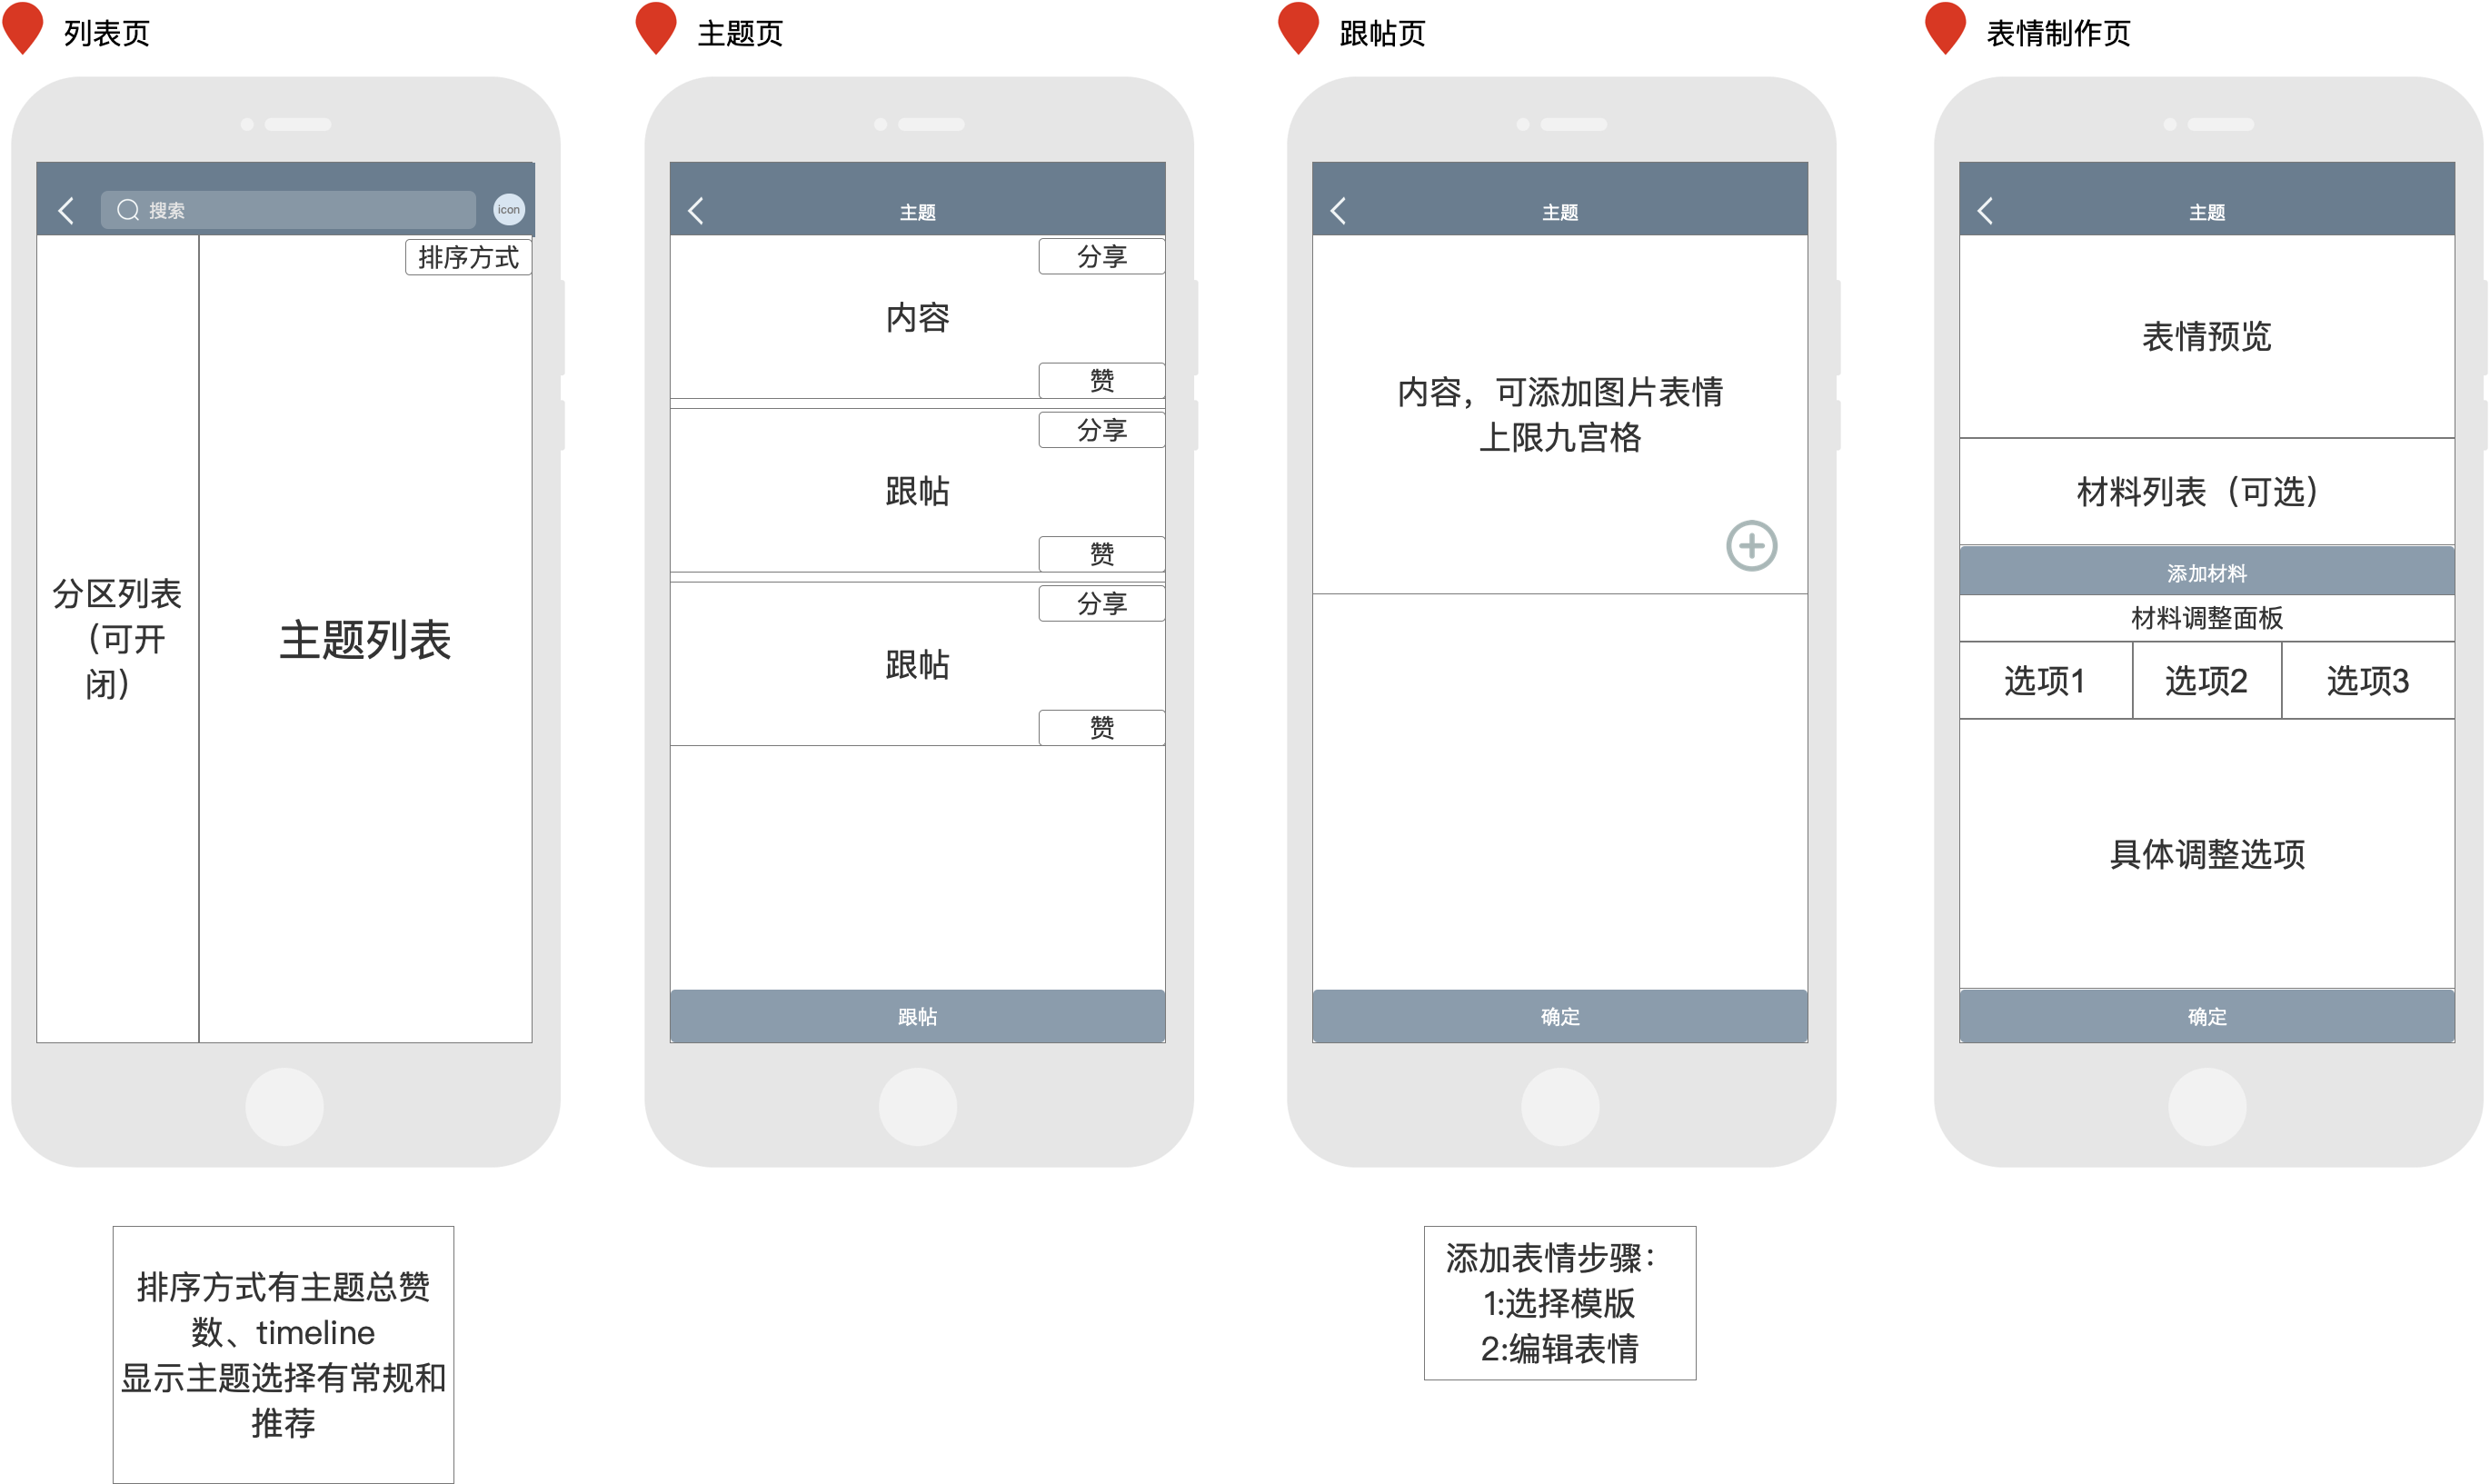 列表页
搜索
icon
排序方式
分区列表
（可开
闭）
主题列表
排序方式有主题总赞
数、timeline
显示主题选择有常规和
推荐
主题页
主题
分享
内容
赞
分享
跟帖
赞
分享
跟帖
赞
跟帖
跟帖页
主题
内容，可添加图片表情
上限九宫格
确定
添加表情步骤：
1:选择模版
2:编辑表情
表情制作页
主题
表情预览
材料列表（可选）
添加材料
材料调整面板
选项1
选项2
选项3
具体调整选项
确定